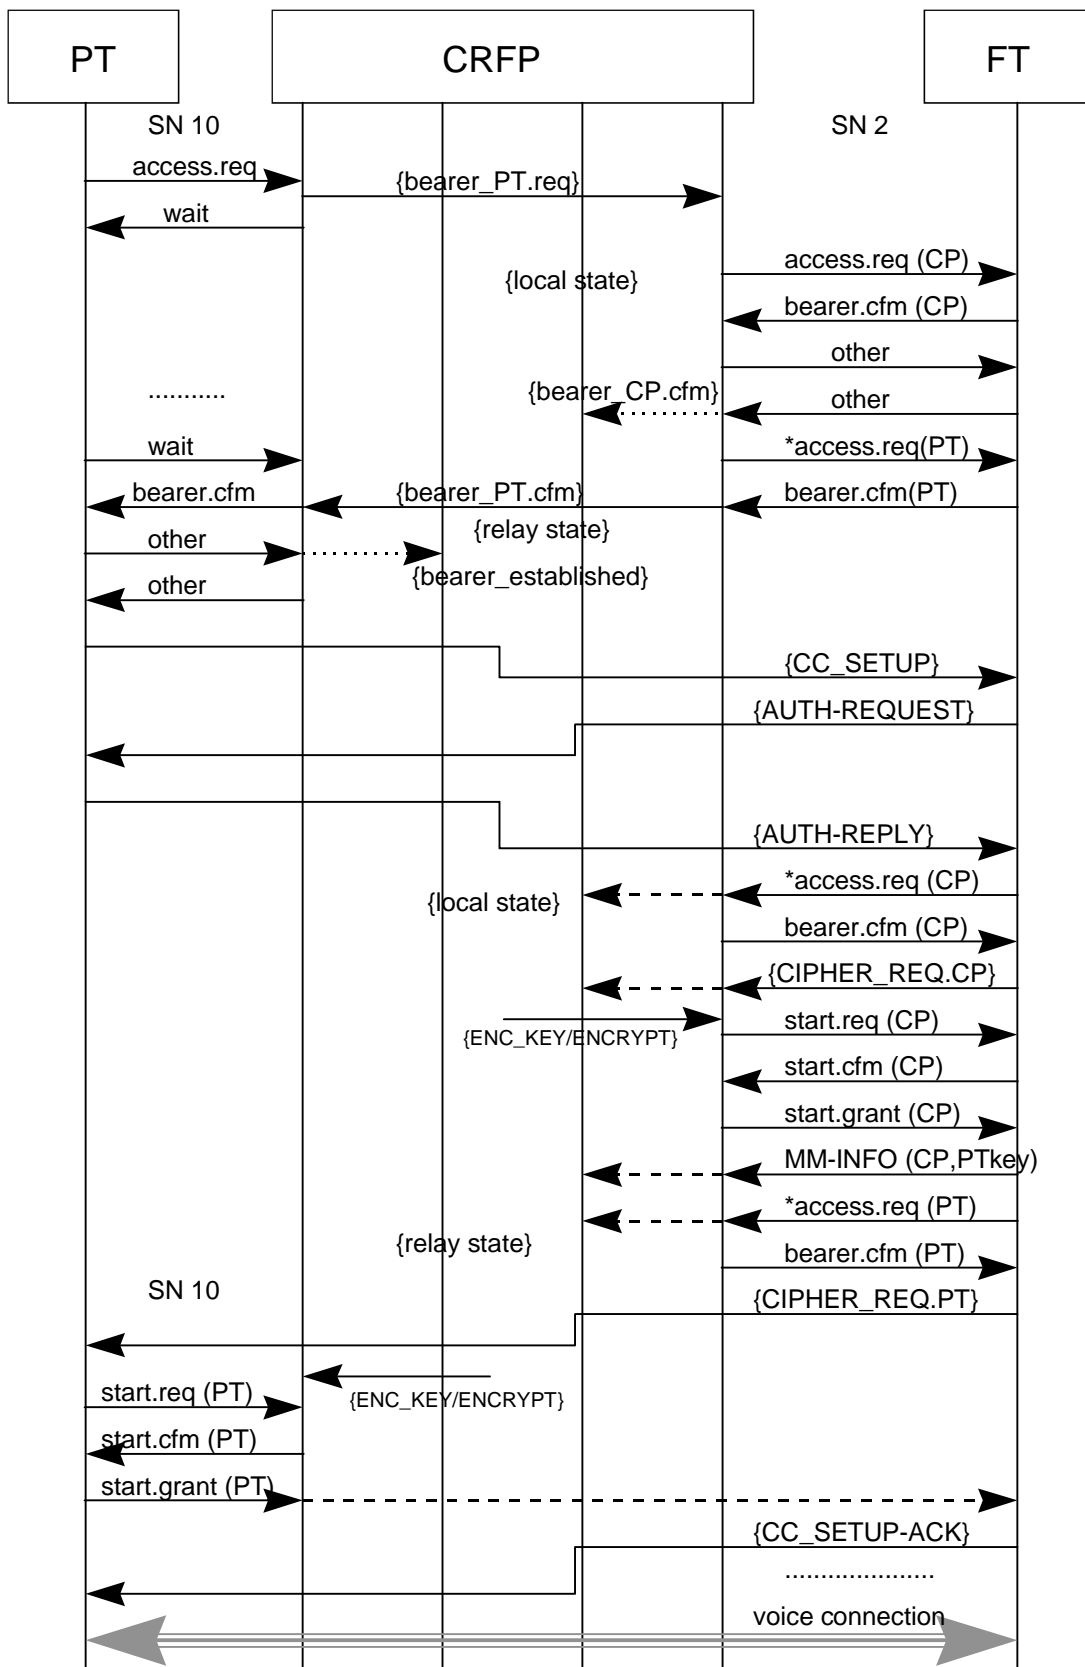 PT CRFP FT
SN 10 SN 2
access.req {bearer_PT.req}
wait
access.req (CP)
{local state}
bearer.cfm (CP)
other
........... {bearer_CP.cfm} other
wait *access.req(PT)
bearer.cfm {bearer_PT.cfm} bearer.cfm(PT)
{relay state}
other
{bearer_established}
other
{CC_SETUP}
{AUTH-REQUEST}
{AUTH-REPLY}
*access.req (CP)
{local state}
bearer.cfm (CP)
{CIPHER_REQ.CP}
start.req (CP)
{ENC_KEY/ENCRYPT}
start.cfm (CP)
start.grant (CP)
MM-INFO (CP,PTkey)
*access.req (PT)
{relay state}
bearer.cfm (PT)
SN 10
{CIPHER_REQ.PT}
start.req (PT) {ENC_KEY/ENCRYPT}
start.cfm (PT)
start.grant (PT)
{CC_SETUP-ACK}
.....................
voice connection